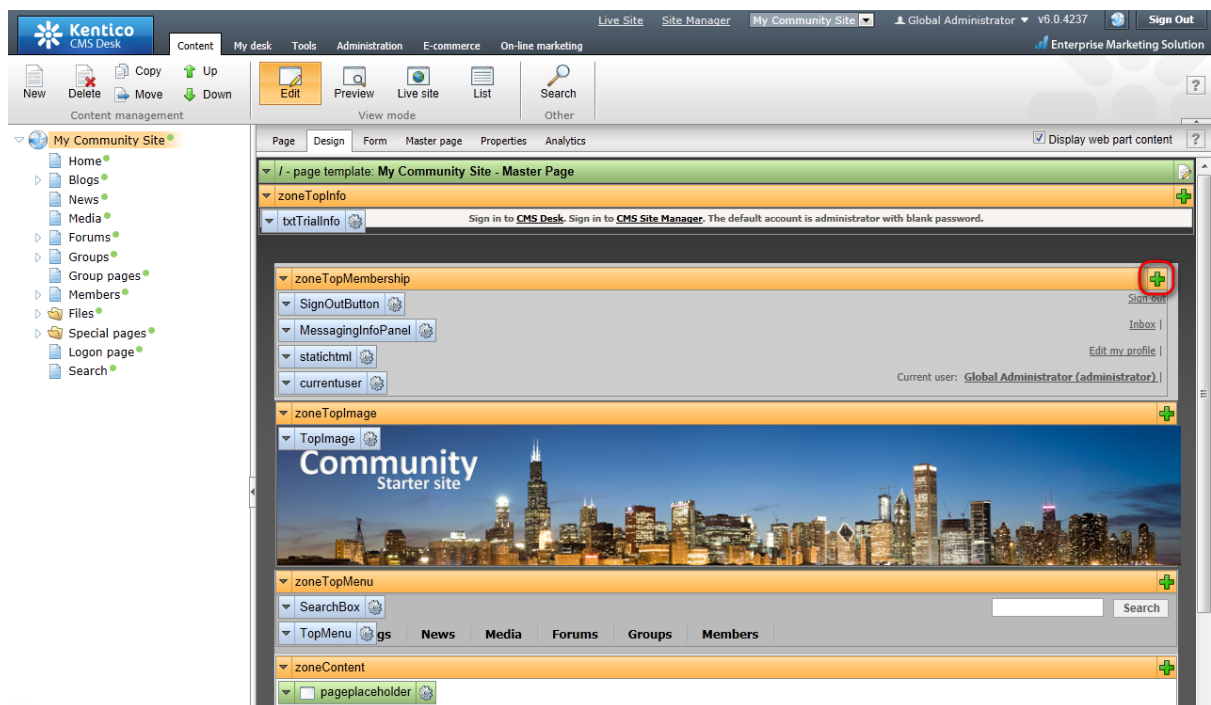 Kentico
CMS Desk
Live Site Site Manager My Community Site Global Administrator v6.0.4237 Sign Out
Content My desk Tools Administration E-commerce On-line marketing Enterprise Marketing Solution
New Delete Copy Move Up Down
Content management
Edit Preview Live site List
View mode
Search
Other
?
My Community Site
Home
Blogs
News
Media
Forums
Groups
Group pages
Members
Files
Special pages
Logon page
Search
Page Design Form Master page Properties Analytics Display web part content ?
/ - page template: My Community Site - Master Page
zoneTopInfo
txtTrialInfo Sign in to CMS Desk. Sign in to CMS Site Manager. The default account is administrator with blank password.
zoneTopMembership
SignOutButton Sign out
MessagingInfoPanel Inbox |
statichtml Edit my profile |
currentuser Current user: Global Administrator (administrator) |
zoneTopImage
TopImage
Community
Starter site
zoneTopMenu
SearchBox Search
TopMenu gs News Media Forums Groups Members
zoneContent
pageplaceholder